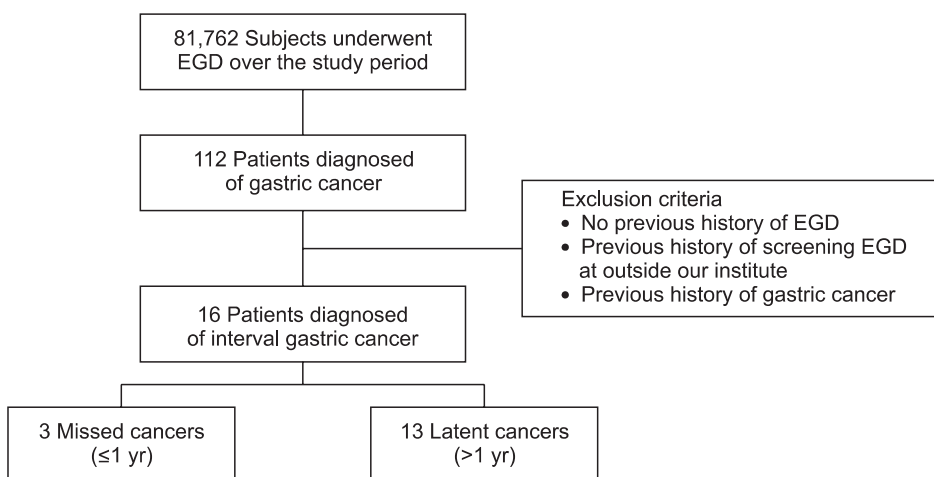 81,762 Subjects underwent
EGD over the study period
112 Patients diagnosed
of gastric cancer
Exclusion criteria
• No previous history of EGD
• Previous history of screening EGD
at outside our institute
• Previous history of gastric cancer
16 Patients diagnosed
of interval gastric cancer
3 Missed cancers
(≤1 yr)
13 Latent cancers
(>1 yr)